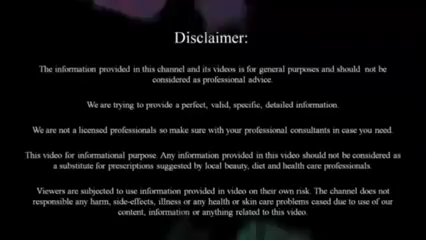 Disclaimer:
The information provided in this channel and its videos is for general purposes and should  not be
considered as professional advice.
We are trying to provide a perfect, valid, specific, detailed information.
We are not a licensed professionals so make sure with your professional consultants in case you need.
This video for informational purpose. Any information provided in this video should not be considered as
a substitute for prescriptions suggested by local beauty, diet and health care professionals.
Viewers are subjected to use information provided in video on their own risk. The channel does not
responsible any harm, side-effects, illness or any health or skin care problems cased due to use of our
content, information or anything related to this video.